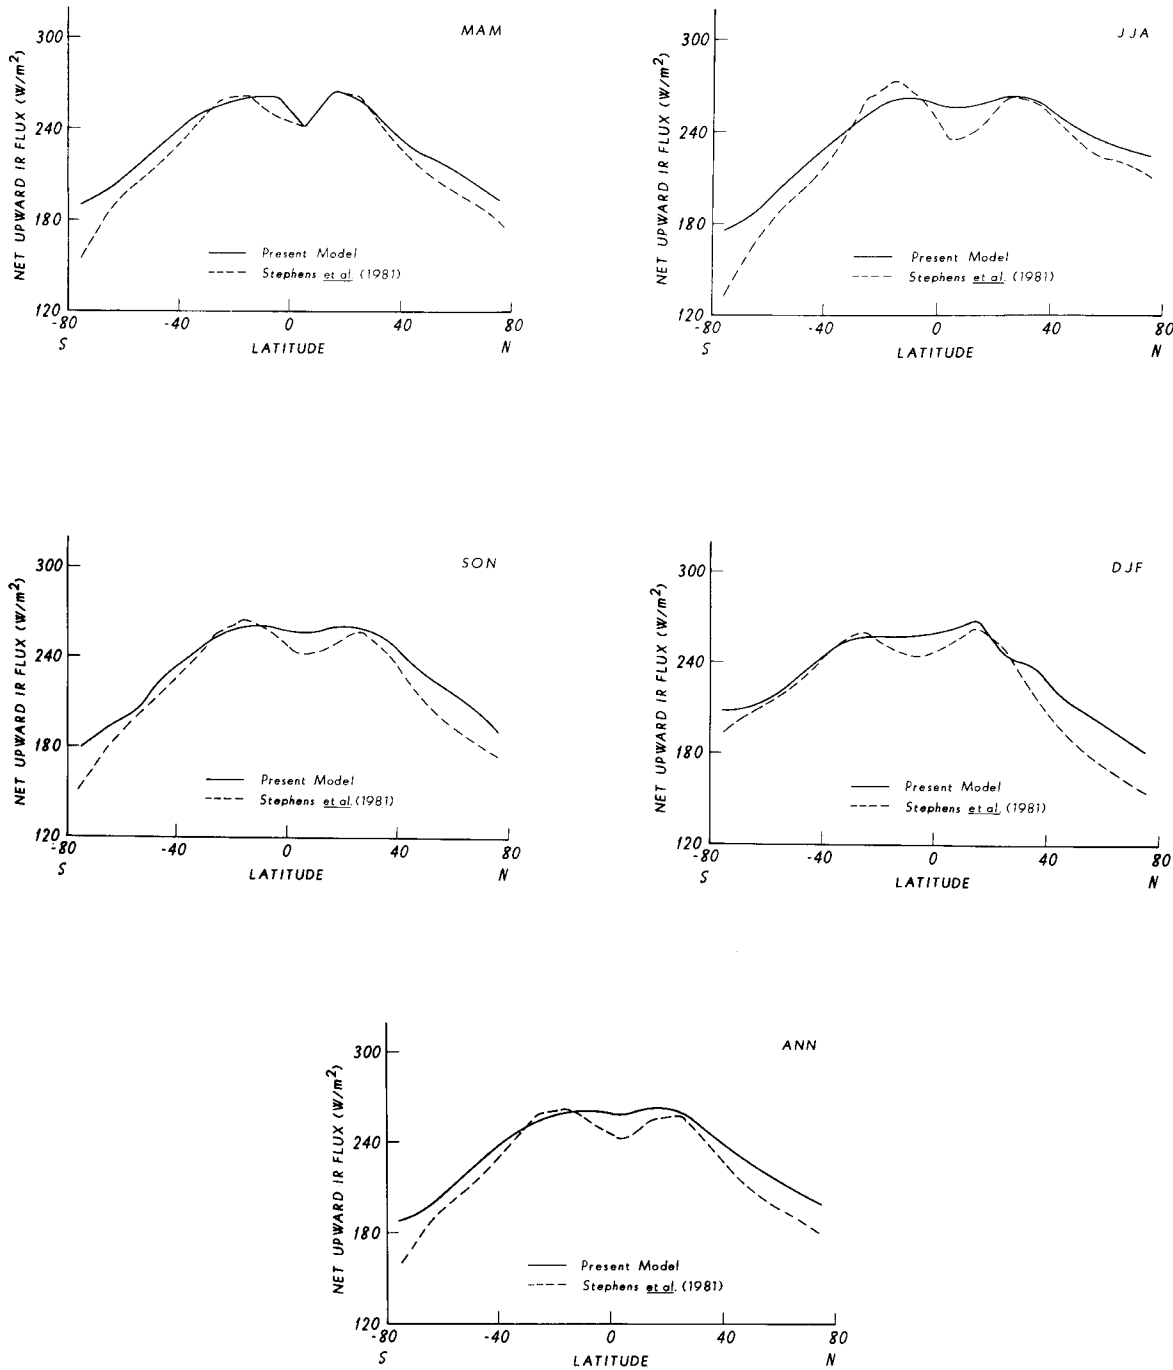 MAM
NET UPWARD IR FLUX (W/m²)
300
240
180
120
Present Model
Stephens et al. (1981)
-80 -40 0 40 80
S LATITUDE N
JJA
NET UPWARD IR FLUX (W/m²)
300
240
180
120
Present Model
Stephens et al. (1981)
-80 -40 0 40 80
S LATITUDE N
SON
NET UPWARD IR FLUX (W/m²)
300
240
180
120
Present Model
Stephens et al. (1981)
-80 -40 0 40 80
S LATITUDE N
DJF
NET UPWARD IR FLUX (W/m²)
300
240
180
120
Present Model
Stephens et al. (1981)
-80 -40 0 40 80
S LATITUDE N
ANN
NET UPWARD IR FLUX (W/m²)
300
240
180
120
Present Model
Stephens et al. (1981)
-80 -40 0 40 80
S LATITUDE N